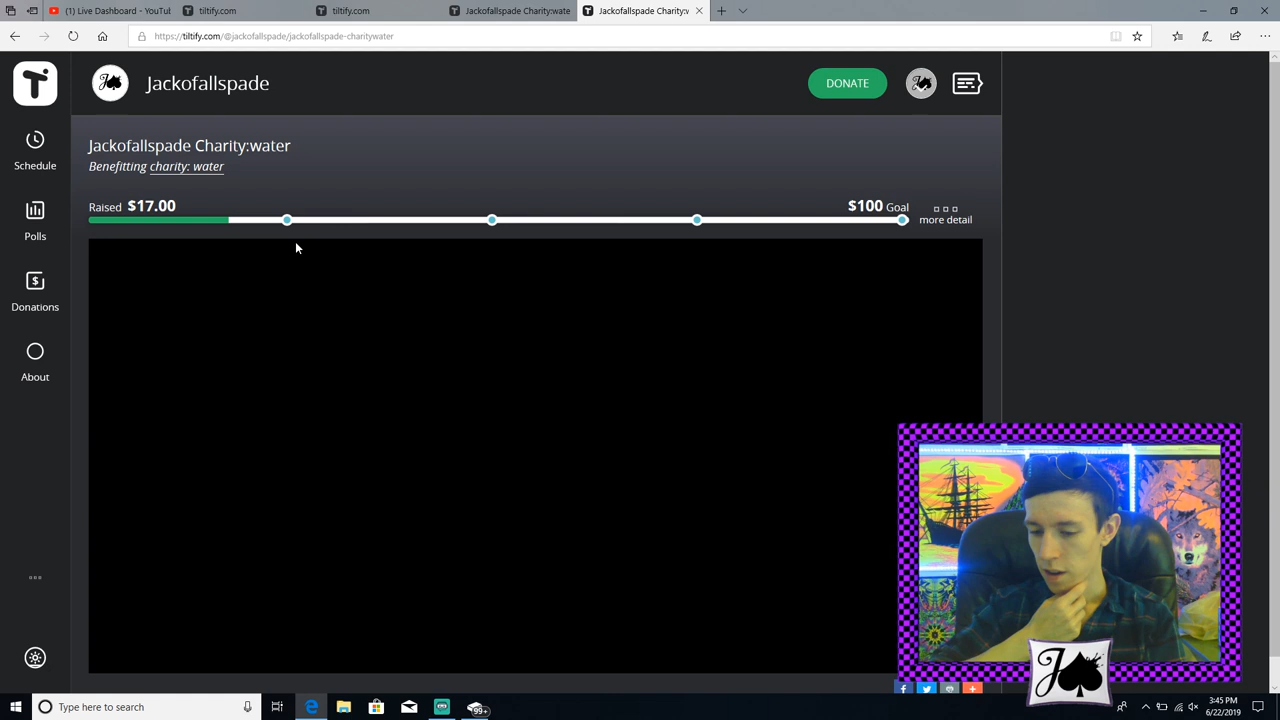 (1) Live Dashboard - YouTu
tiltify.com
tiltify.com
Jackofallspade Charity:wate
Jackofallspade Charity:w
https://tiltify.com/@jackofallspade/jackofallspade-charitywater
Jackofallspade
DONATE
Schedule
Polls
Donations
About
Jackofallspade Charity:water
Benefitting charity: water
Raised $17.00
$100 Goal
more detail
J
Type here to search
99+
3:45 PM
6/22/2019